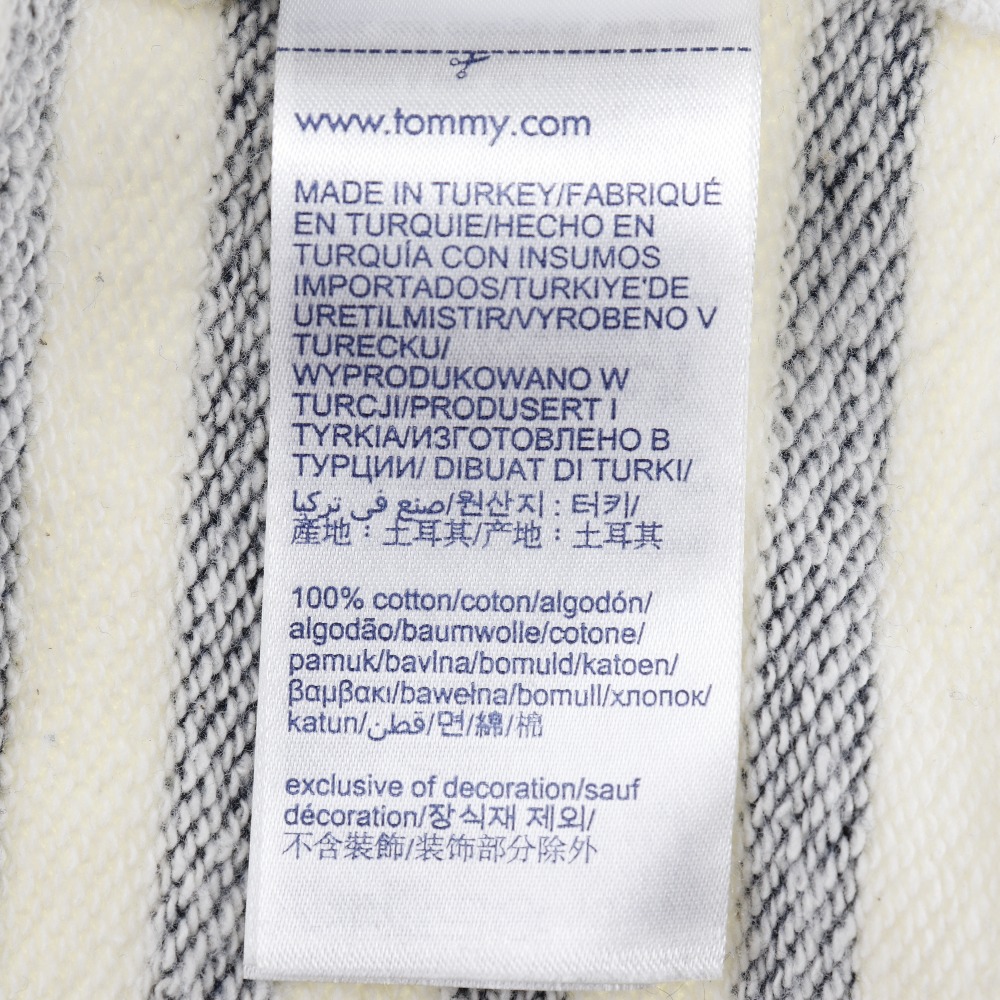 www.tommy.com
MADE IN TURKEY/FABRIQUÉ
EN TURQUIE/HECHO EN
TURQUÍA CON INSUMOS
IMPORTADOS/TURKIYE'DE
URETILMISTIR/VYROBENO V
TURECKU/
WYPRODUKOWANO W
TURCJI/PRODUSERT I
TYRKIA/ИЗГОТОВЛЕНО В
ТУРЦИИ/ DIBUAT DI TURKI/
صنع في تركيا/원산지 : 터키/
產地：土耳其/产地：土耳其
100% cotton/coton/algodón/
algodão/baumwolle/cotone/
pamuk/bavlna/bomuld/katoen/
βαμβακι/bawełna/bomull/хлопок/
katun/قطن/면/綿/棉
exclusive of decoration/sauf
décoration/장식재 제외/
不含裝飾/装饰部分除外